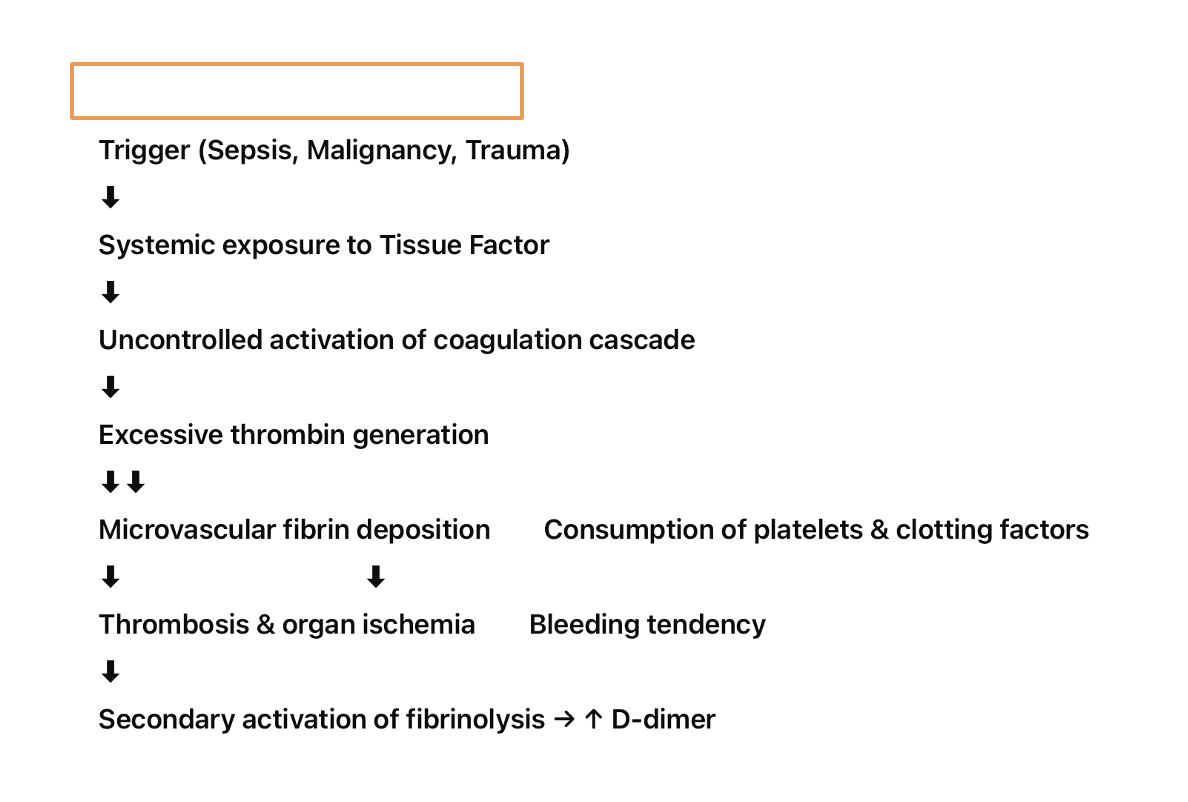 Trigger (Sepsis, Malignancy, Trauma)
⬇
Systemic exposure to Tissue Factor
⬇
Uncontrolled activation of coagulation cascade
⬇
Excessive thrombin generation
⬇⬇
Microvascular fibrin deposition Consumption of platelets & clotting factors
⬇ ⬇
Thrombosis & organ ischemia Bleeding tendency
⬇
Secondary activation of fibrinolysis → ↑ D-dimer